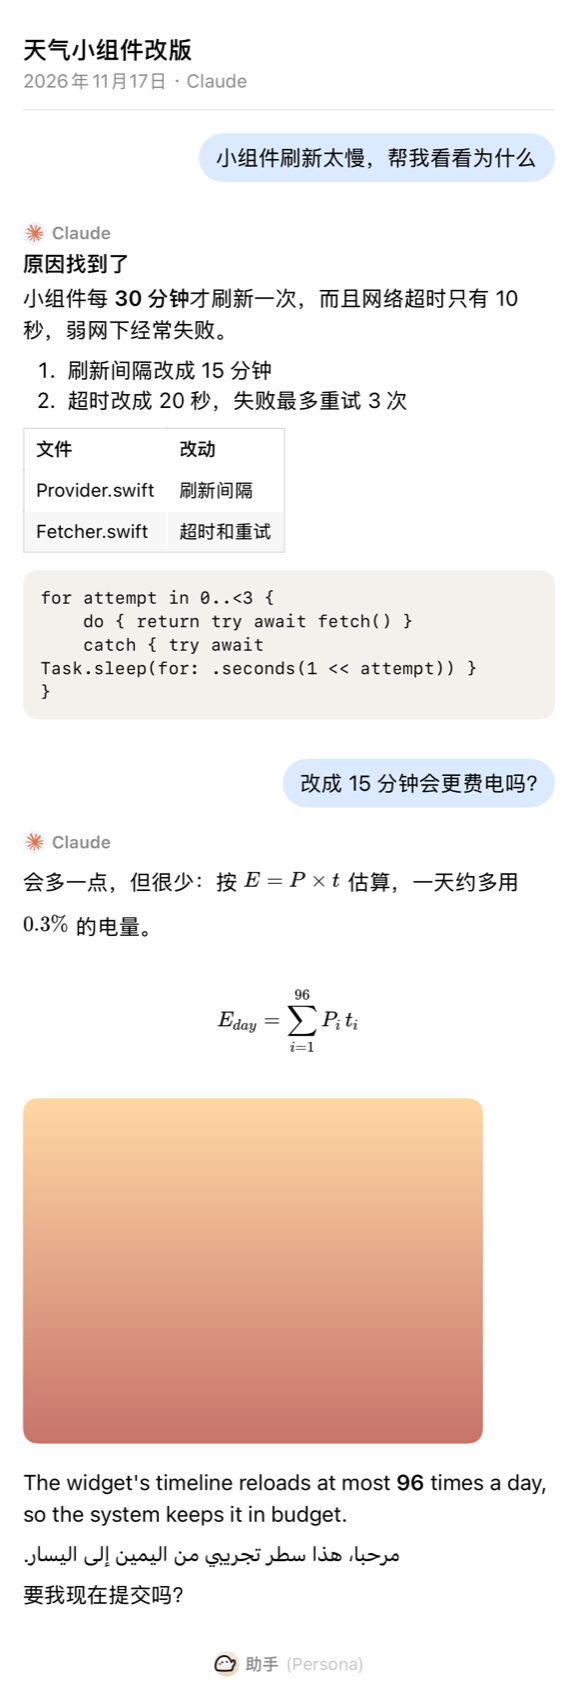 天气小组件改版
2026年11月17日 · Claude
小组件刷新太慢，帮我看看为什么
Claude
原因找到了
小组件每 30 分钟才刷新一次，而且网络超时只有 10
秒，弱网下经常失败。
1. 刷新间隔改成 15 分钟
2. 超时改成 20 秒，失败最多重试 3 次
文件 改动
Provider.swift 刷新间隔
Fetcher.swift 超时和重试
for attempt in 0..<3 {
    do { return try await fetch() }
    catch { try await
Task.sleep(for: .seconds(1 << attempt)) }
}
改成 15 分钟会更费电吗？
Claude
会多一点，但很少：按 E = P × t 估算，一天约多用
0.3% 的电量。
E_day = ∑_{i=1}^{96} P_i t_i
The widget's timeline reloads at most 96 times a day,
so the system keeps it in budget.
مرحبا، هذا سطر تجريبي من اليمين إلى اليسار.
要我现在提交吗？
助手 (Persona)